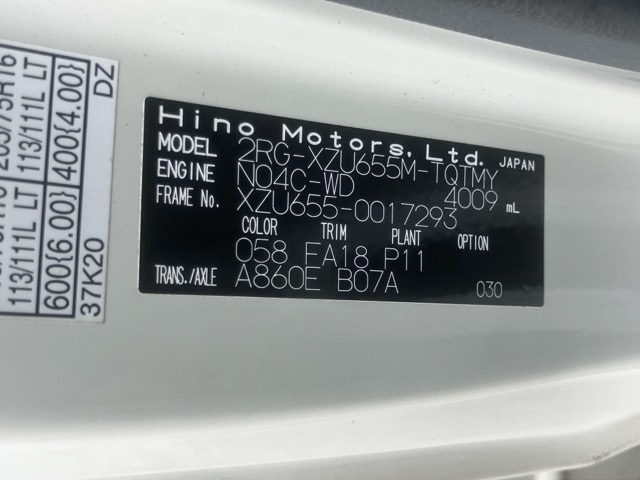 Hino Motors, Ltd. JAPAN
MODEL 2RG-XZU655M-TQTMY
ENGINE N04C-WD 4009 mL
FRAME No. XZU655-0017293
COLOR TRIM PLANT OPTION
058 FA18 P11
TRANS./AXLE A860E B07A 030
113/111L LT 113/111L LT
600{6.00} 400{4.00}
37K20 DZ